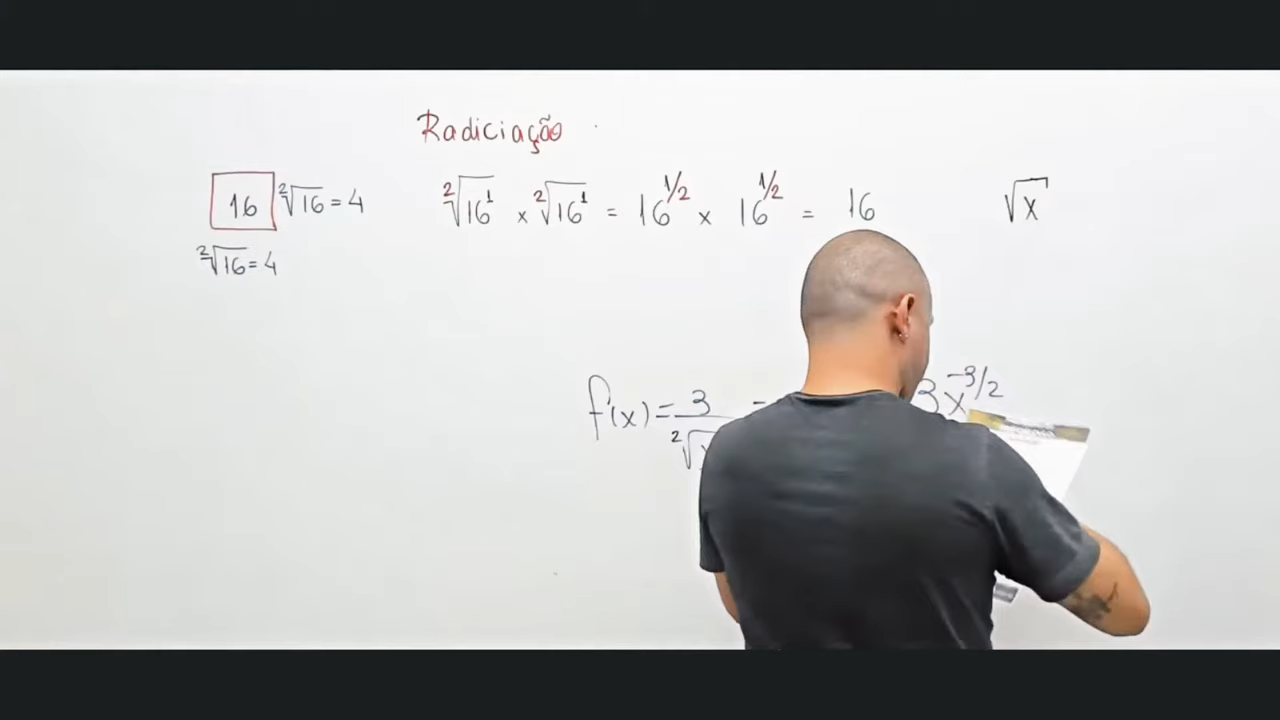 Radiciação
16 ²√16 = 4
²√16 = 4
²√16¹ x ²√16¹ = 16^1/2 x 16^1/2 = 16
√x
f'(x) = 3 / ²√ = 3x^-3/2